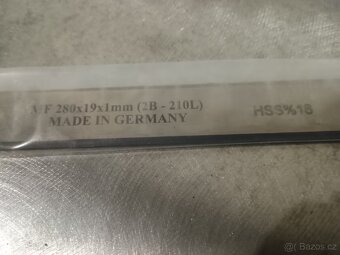 F 280x19x1mm (2B - 210L)
MADE IN GERMANY
HSS%18
© Bazos.cz